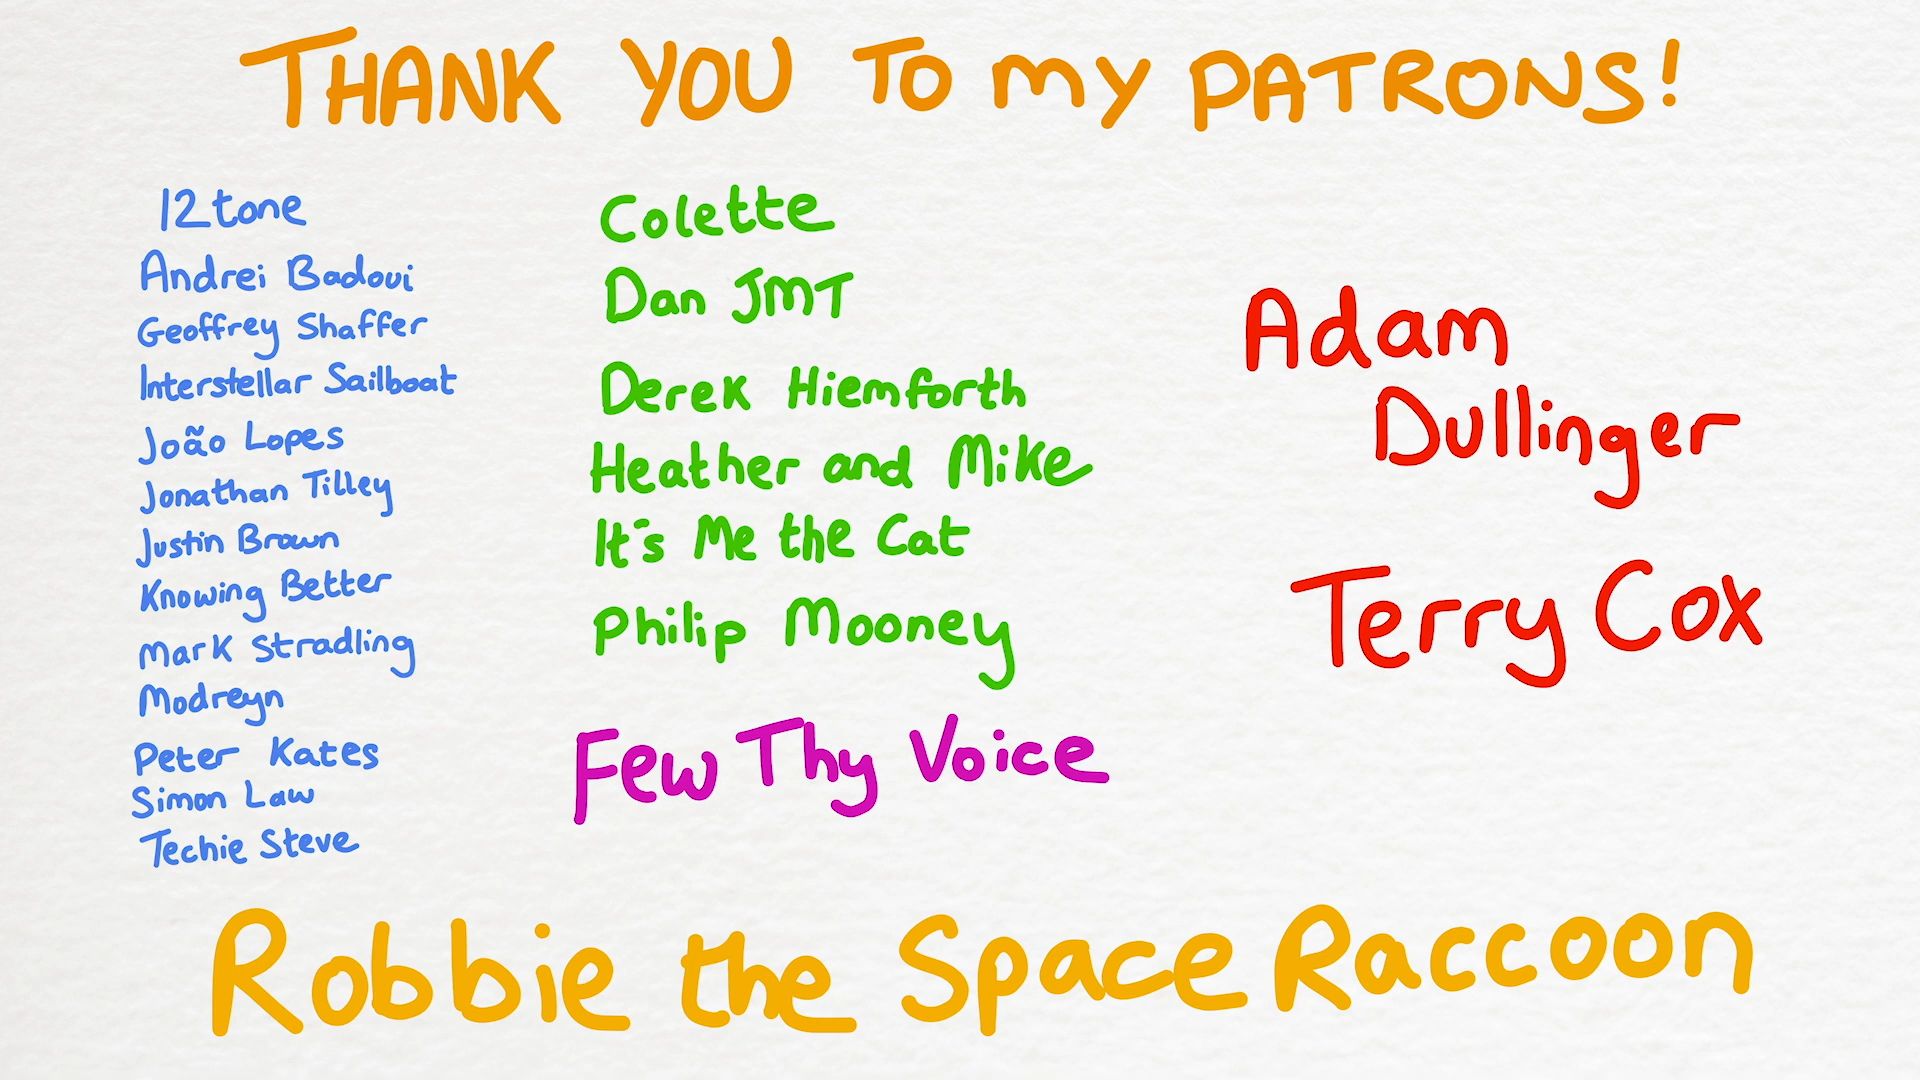 THANK YOU TO MY PATRONS!
12tone
Andrei Badoui
Geoffrey Shaffer
Interstellar Sailboat
João Lopes
Jonathan Tilley
Justin Brown
Knowing Better
Mark Stradling
Modreyn
Peter Kates
Simon Law
Techie Steve
Colette
Dan JMT
Derek Hiemforth
Heather and Mike
It's Me the Cat
Philip Mooney
Few Thy Voice
Adam
Dullinger
Terry Cox
Robbie the Space Raccoon